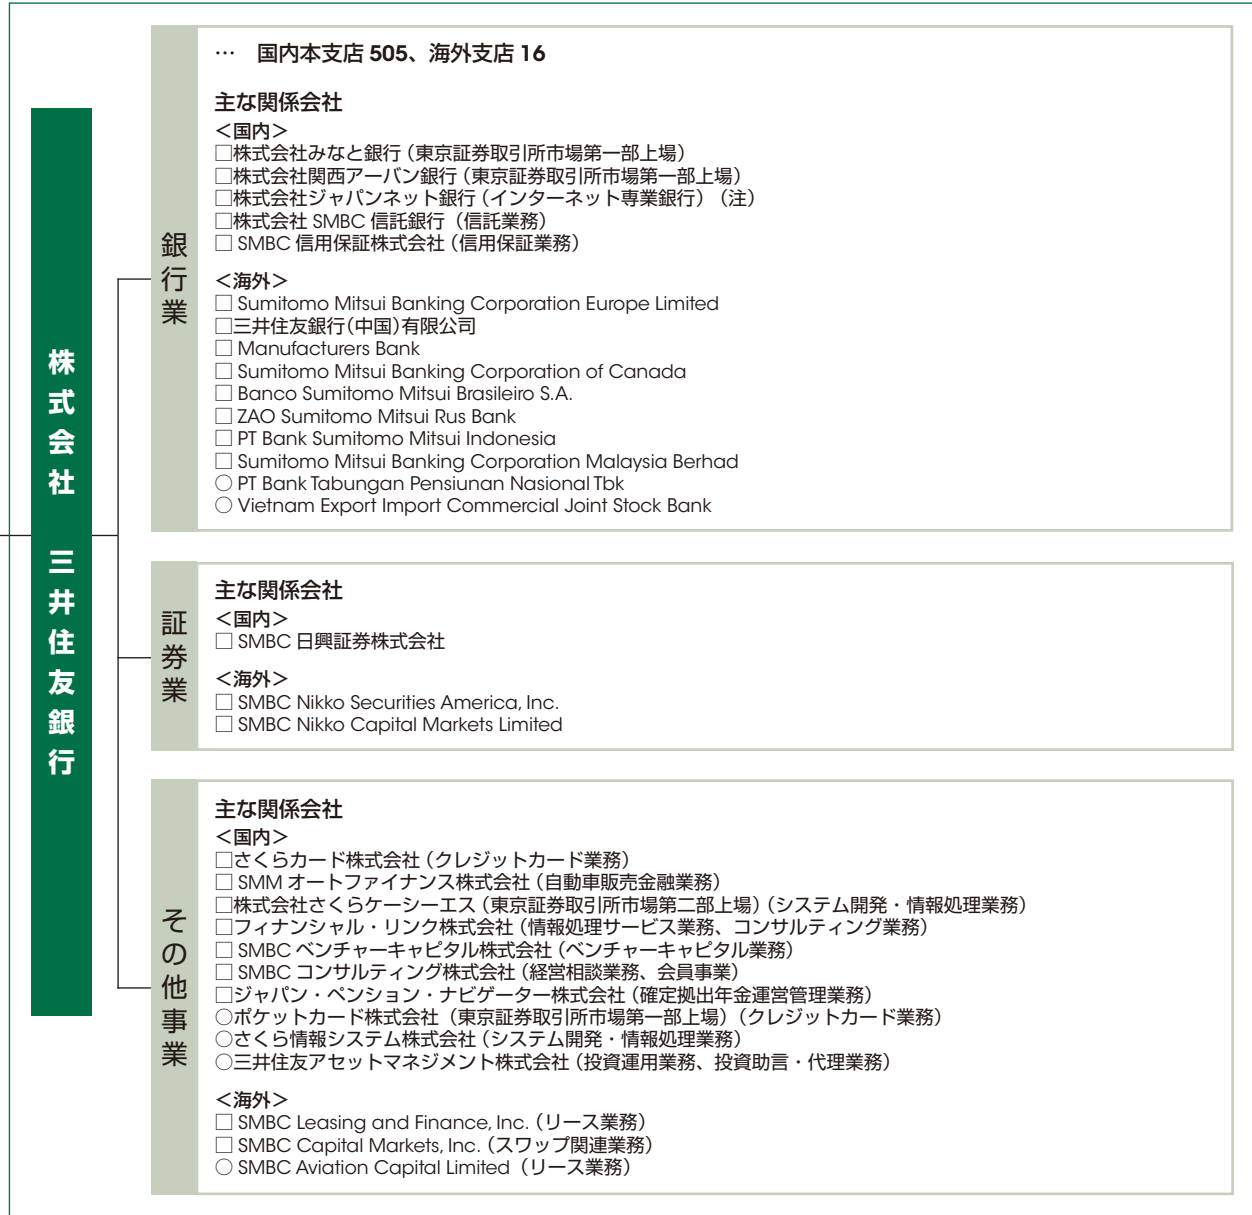 株式会社 三井住友銀行
銀行業
… 国内本支店 505、海外支店 16
主な関係会社
＜国内＞
□株式会社みなと銀行（東京証券取引所市場第一部上場）
□株式会社関西アーバン銀行（東京証券取引所市場第一部上場）
□株式会社ジャパンネット銀行（インターネット専業銀行）（注）
□株式会社 SMBC 信託銀行（信託業務）
□ SMBC 信用保証株式会社（信用保証業務）
＜海外＞
□ Sumitomo Mitsui Banking Corporation Europe Limited
□三井住友銀行（中国）有限公司
□ Manufacturers Bank
□ Sumitomo Mitsui Banking Corporation of Canada
□ Banco Sumitomo Mitsui Brasileiro S.A.
□ ZAO Sumitomo Mitsui Rus Bank
□ PT Bank Sumitomo Mitsui Indonesia
□ Sumitomo Mitsui Banking Corporation Malaysia Berhad
○ PT Bank Tabungan Pensiunan Nasional Tbk
○ Vietnam Export Import Commercial Joint Stock Bank
証券業
主な関係会社
＜国内＞
□ SMBC 日興証券株式会社
＜海外＞
□ SMBC Nikko Securities America, Inc.
□ SMBC Nikko Capital Markets Limited
その他事業
主な関係会社
＜国内＞
□さくらカード株式会社（クレジットカード業務）
□ SMM オートファイナンス株式会社（自動車販売金融業務）
□株式会社さくらケーシーエス（東京証券取引所市場第二部上場）（システム開発・情報処理業務）
□フィナンシャル・リンク株式会社（情報処理サービス業務、コンサルティング業務）
□ SMBC ベンチャーキャピタル株式会社（ベンチャーキャピタル業務）
□ SMBC コンサルティング株式会社（経営相談業務、会員事業）
□ジャパン・ペンション・ナビゲーター株式会社（確定拠出年金運営管理業務）
○ポケットカード株式会社（東京証券取引所市場第一部上場）（クレジットカード業務）
○さくら情報システム株式会社（システム開発・情報処理業務）
○三井住友アセットマネジメント株式会社（投資運用業務、投資助言・代理業務）
＜海外＞
□ SMBC Leasing and Finance, Inc.（リース業務）
□ SMBC Capital Markets, Inc.（スワップ関連業務）
○ SMBC Aviation Capital Limited（リース業務）